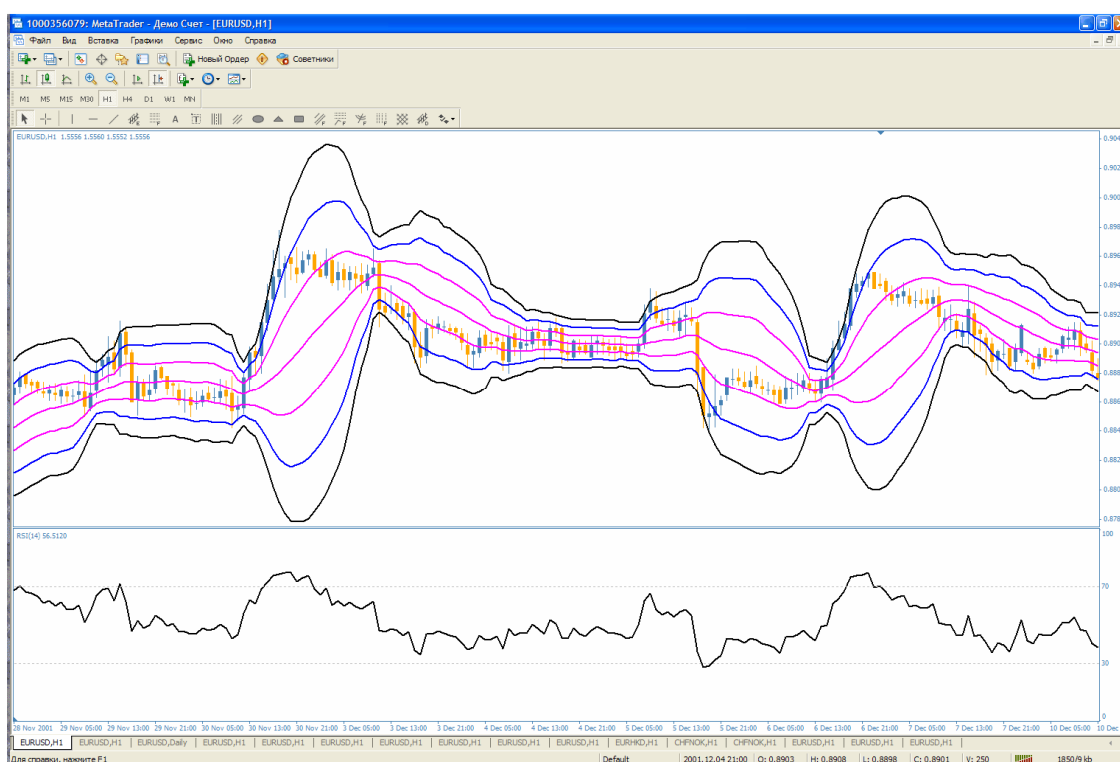 1000356079: MetaTrader - Демо Счет - [EURUSD,H1]
Файл Вид Вставка Графики Сервис Окно Справка
Новый Ордер Советники
M1 M5 M15 M30 H1 H4 D1 W1 MN
EURUSD,H1 1.5556 1.5560 1.5552 1.5556
0.904
0.902
0.900
0.898
0.896
0.894
0.892
0.890
0.888
0.886
0.884
0.882
0.880
0.878
RSI(14) 56.5120
100
70
30
0
28 Nov 2001 29 Nov 05:00 29 Nov 13:00 29 Nov 21:00 30 Nov 05:00 30 Nov 13:00 30 Nov 21:00 3 Dec 05:00 3 Dec 13:00 3 Dec 21:00 4 Dec 05:00 4 Dec 13:00 4 Dec 21:00 5 Dec 05:00 5 Dec 13:00 5 Dec 21:00 6 Dec 05:00 6 Dec 13:00 6 Dec 21:00 7 Dec 05:00 7 Dec 13:00 7 Dec 21:00 10 Dec 05:00 10 Dec
EURUSD,H1 EURUSD,H1 EURUSD,Daily EURUSD,H1 EURUSD,H1 EURUSD,H1 EURUSD,H1 EURUSD,H1 EURUSD,H1 EURUSD,H1 EURHKD,H1 CHFNOK,H1 CHFNOK,H1 EURUSD,H1 EURUSD,H1 EURUSD,H1
Для справки, нажмите F1 Default 2001.12.04 21:00 O: 0.8903 H: 0.8908 L: 0.8898 C: 0.8901 V: 250 1850/9 kb